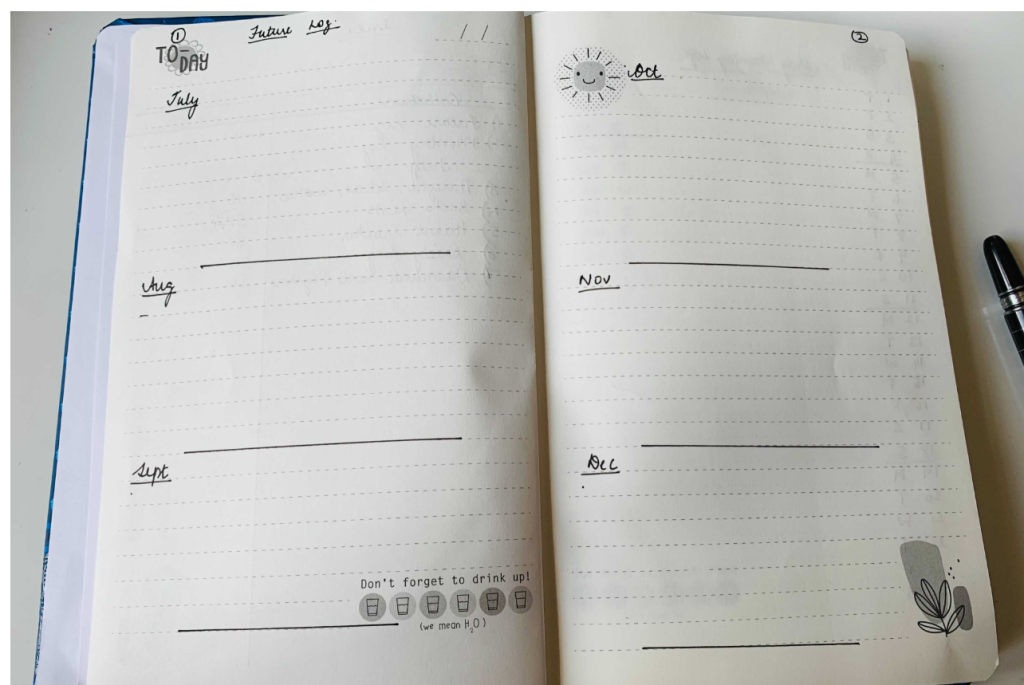 ①
Future Log.
TO-DAY
/ /
July
Aug
–
Sept
.
Don't forget to drink up!
(we mean H₂O)
②
Oct
Nov
Dec
.